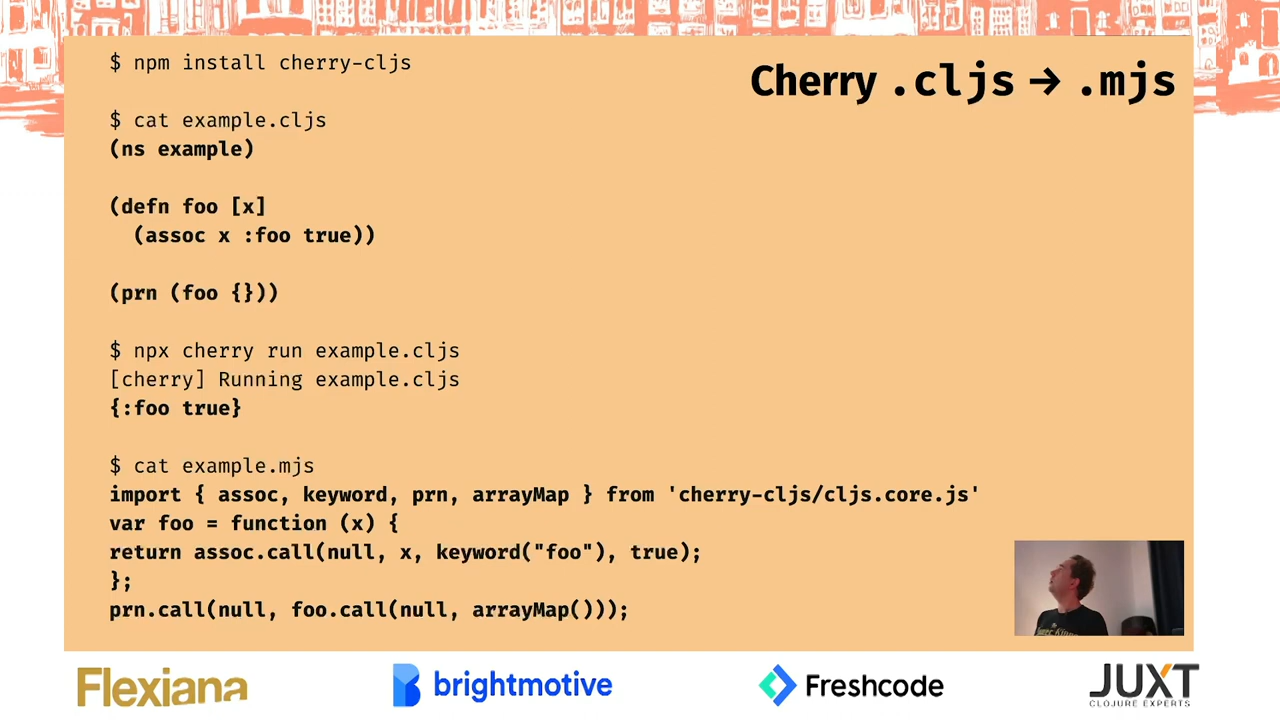 Cherry .cljs → .mjs
$ npm install cherry-cljs
$ cat example.cljs
(ns example)
(defn foo [x]
  (assoc x :foo true))
(prn (foo {}))
$ npx cherry run example.cljs
[cherry] Running example.cljs
{:foo true}
$ cat example.mjs
import { assoc, keyword, prn, arrayMap } from 'cherry-cljs/cljs.core.js'
var foo = function (x) {
return assoc.call(null, x, keyword("foo"), true);
};
prn.call(null, foo.call(null, arrayMap()));
Flexiana
brightmotive
Freshcode
JUXT
CLOJURE EXPERTS